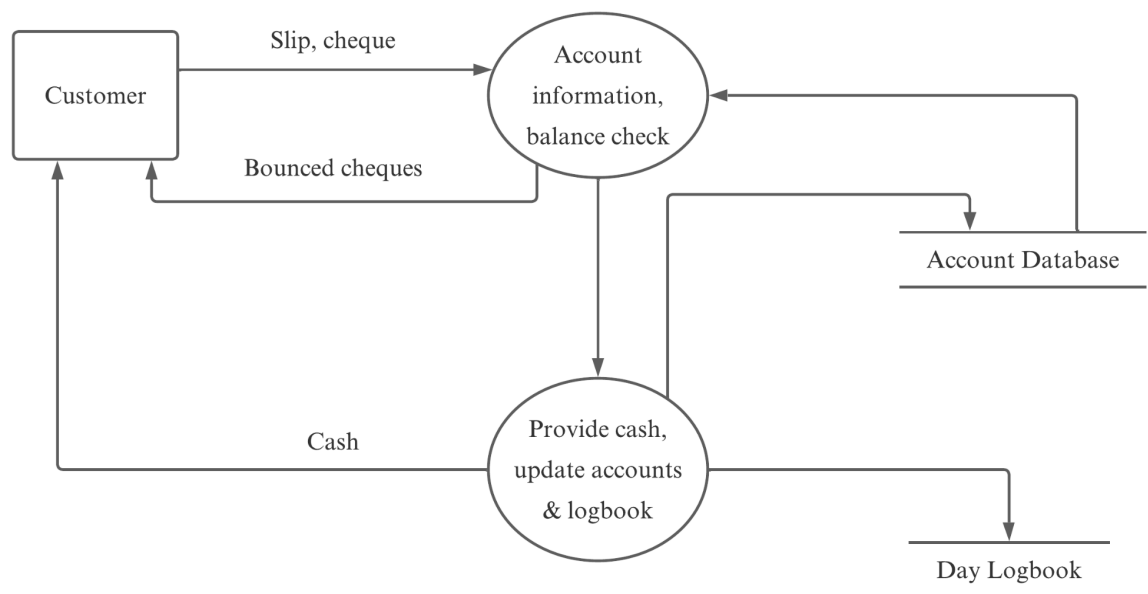 Slip, cheque
Customer
Account
information,
balance check
Bounced cheques
Account Database
Cash
Provide cash,
update accounts
& logbook
Day Logbook